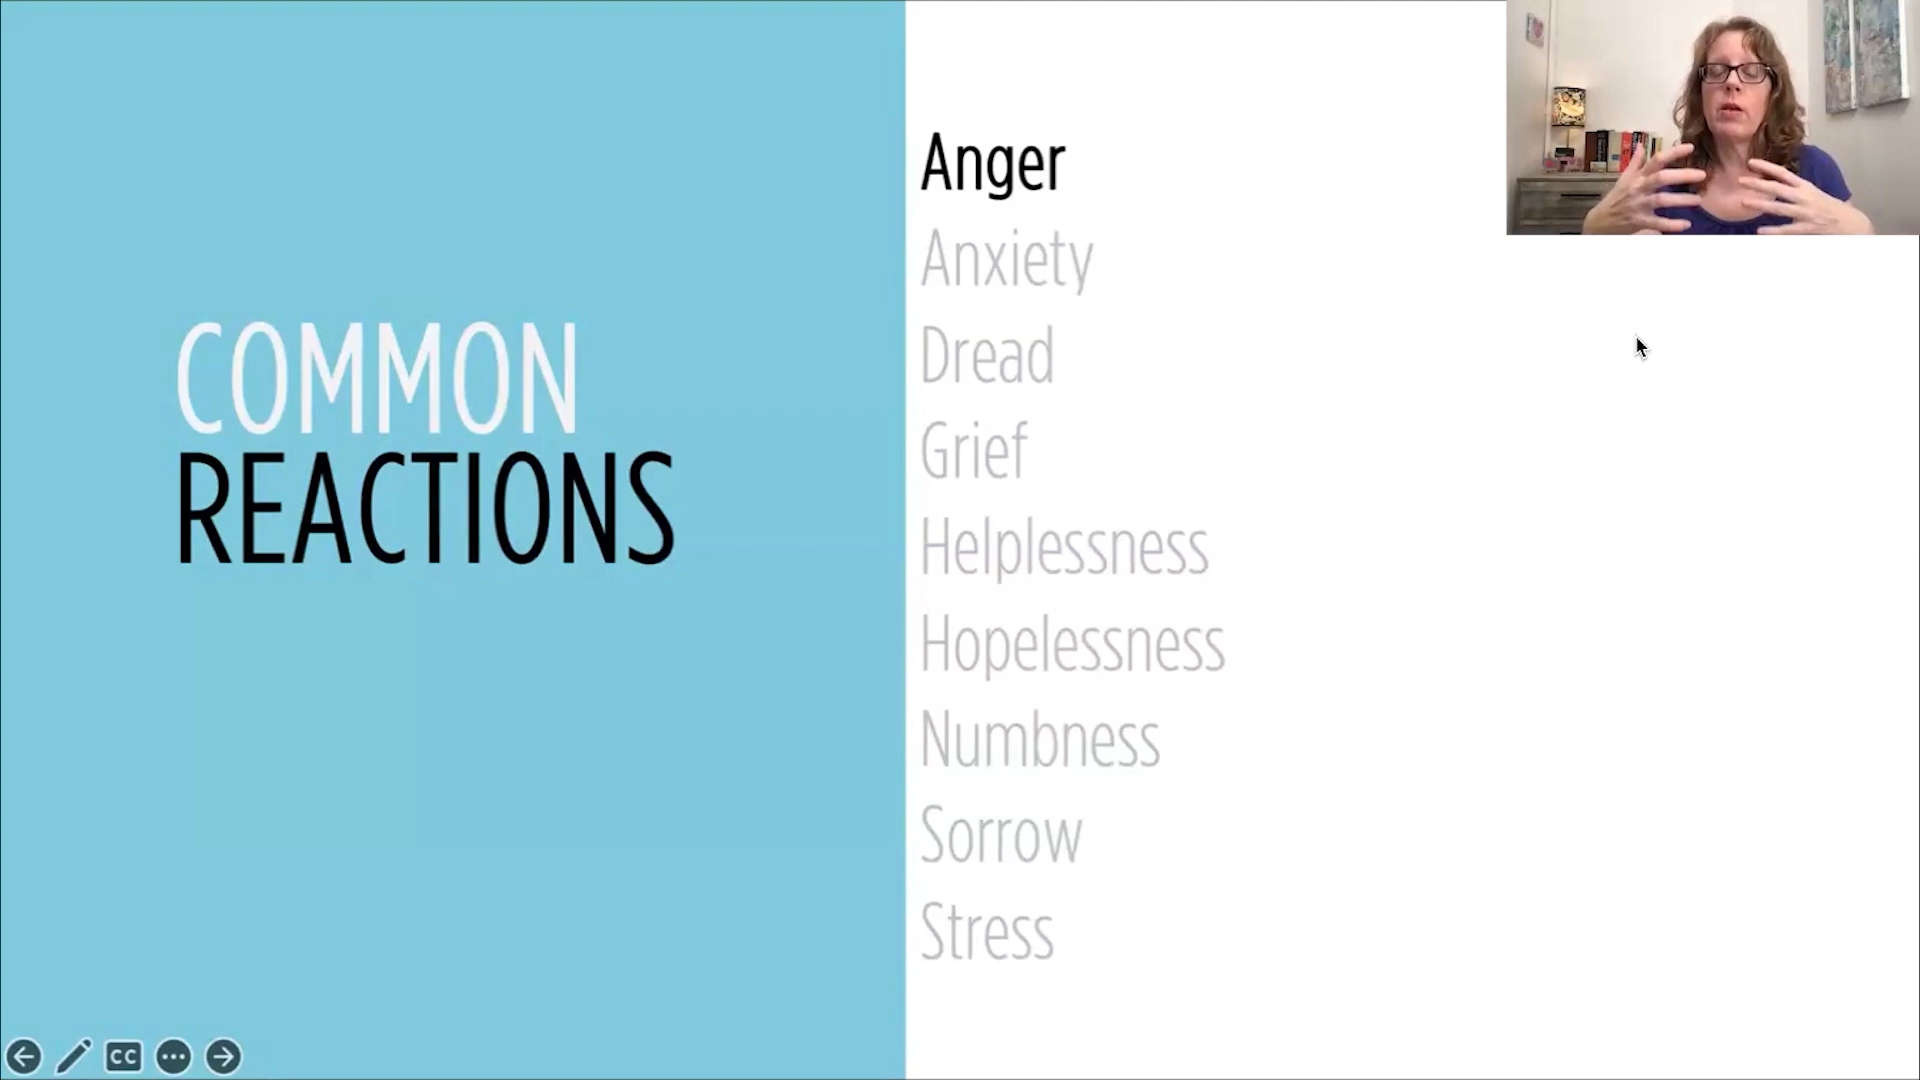 COMMON
REACTIONS
Anger
Anxiety
Dread
Grief
Helplessness
Hopelessness
Numbness
Sorrow
Stress
CC